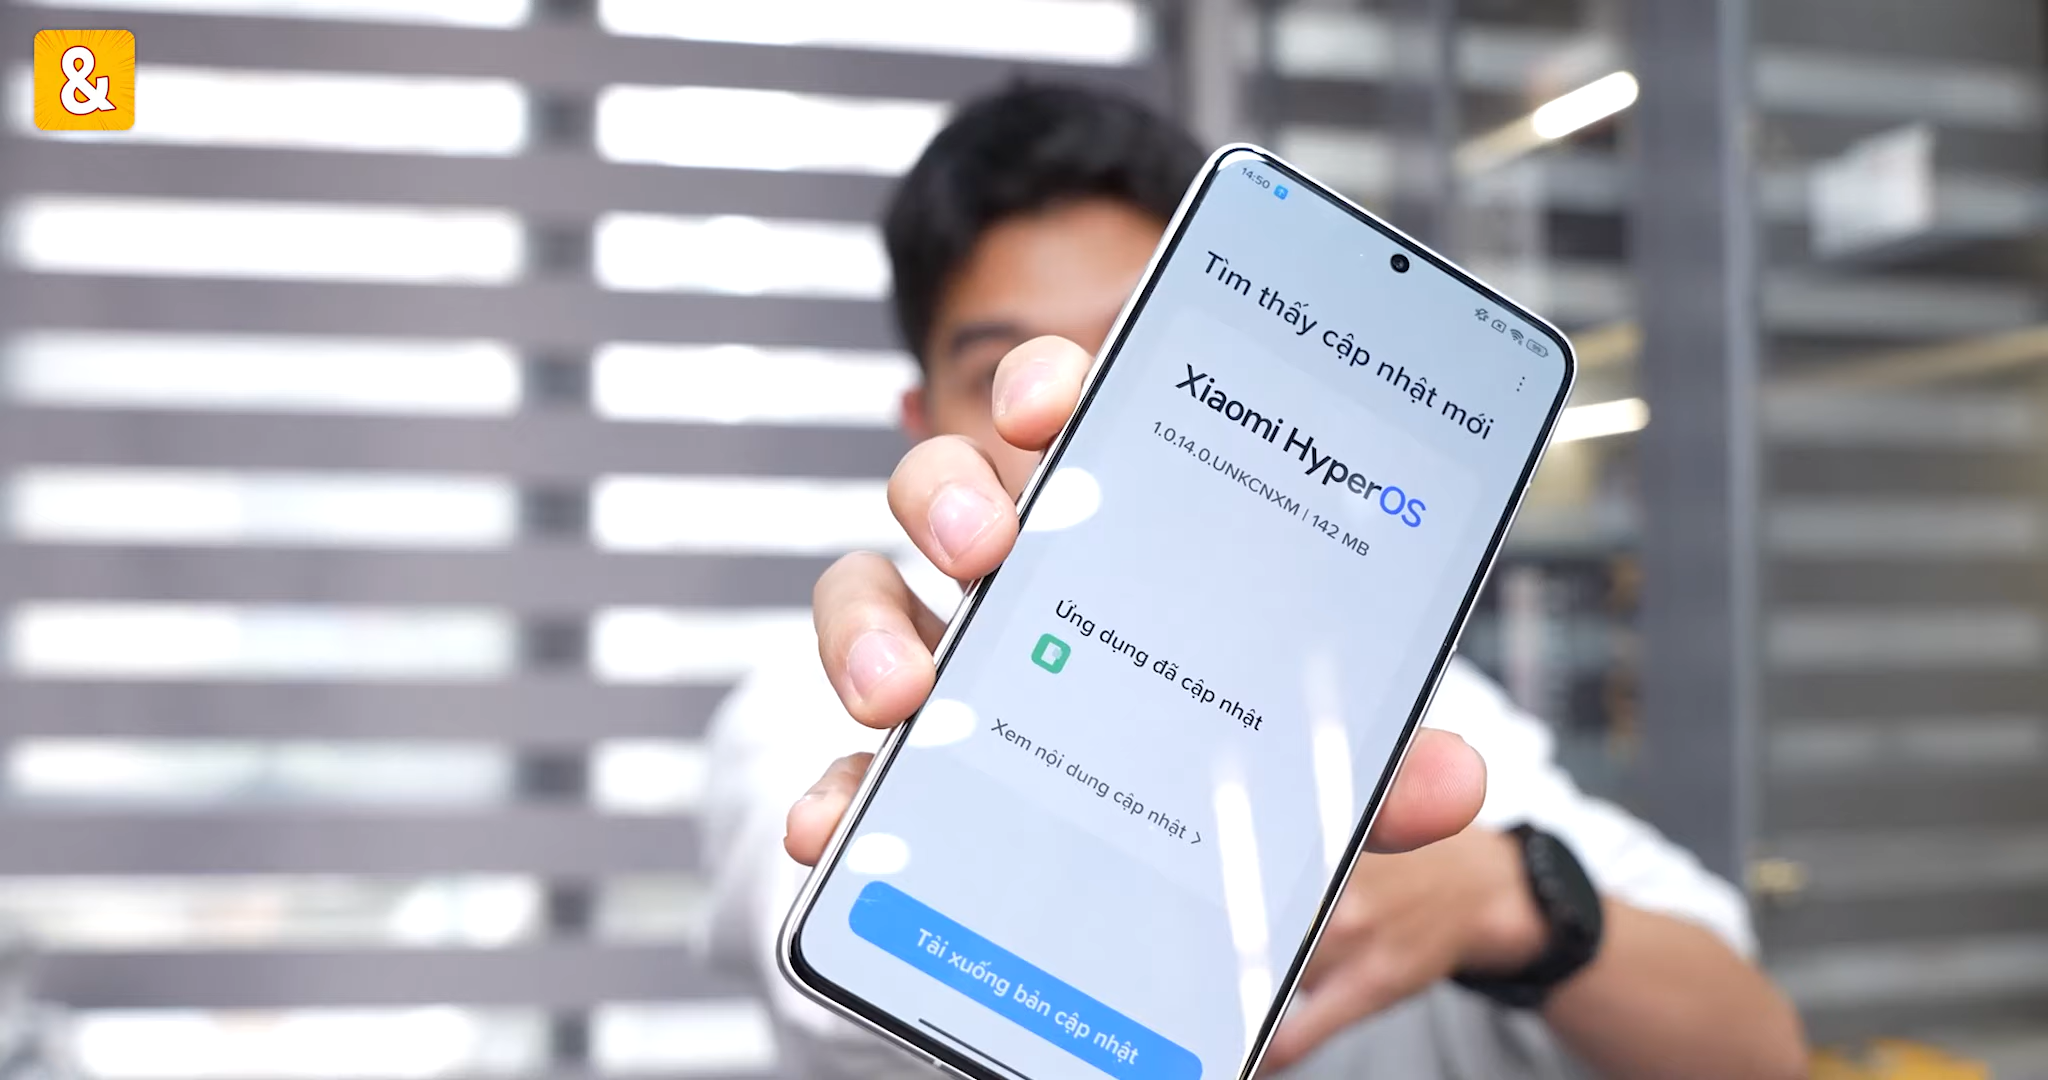 &
14:50
Tìm thấy cập nhật mới
Xiaomi HyperOS
1.0.14.0.UNKCNXM | 142 MB
Ứng dụng đã cập nhật
Xem nội dung cập nhật >
Tải xuống bản cập nhật